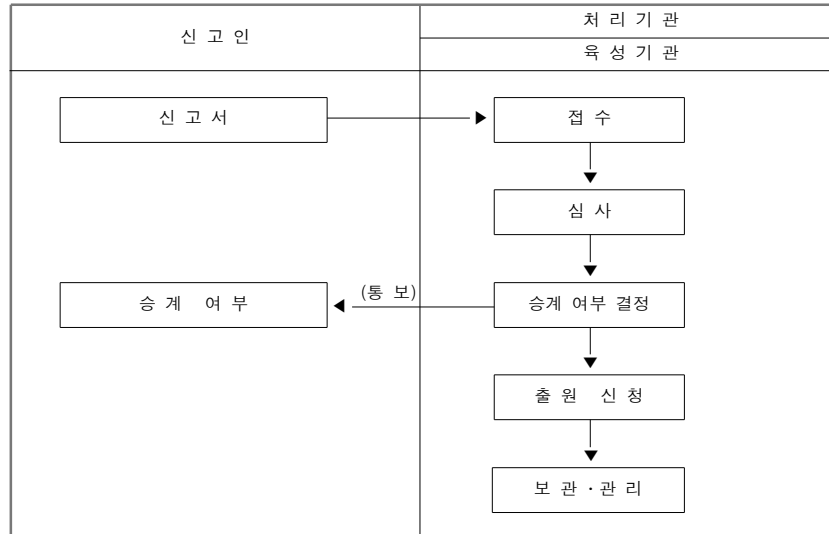 신 고 인
처 리 기 관
육 성 기 관
신 고 서
접 수
심 사
(통 보)
승 계 여 부
승계 여부 결정
출 원 신 청
보 관 · 관 리